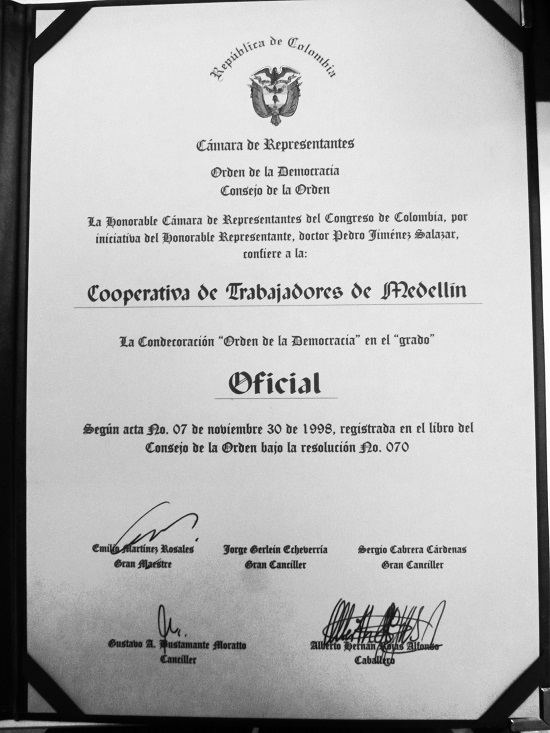 República de Colombia
Cámara de Representantes
Orden de la Democracia
Consejo de la Orden
La Honorable Cámara de Representantes del Congreso de Colombia, por
iniciativa del Honorable Representante, doctor Pedro Jiménez Salazar,
confiere a la:
Cooperativa de Trabajadores de Medellín
La Condecoración “Orden de la Democracia” en el “grado”
Oficial
Según acta No. 07 de noviembre 30 de 1998, registrada en el libro del
Consejo de la Orden bajo la resolución No. 070
Emilio Martínez Rosales Jorge Gerlein Echeverría Sergio Cabrera Cárdenas
Gran Maestre Gran Canciller Gran Canciller
Gustavo A. Bustamante Moratto Alberto Hernán Rojas Alfonso
Canciller Caballero